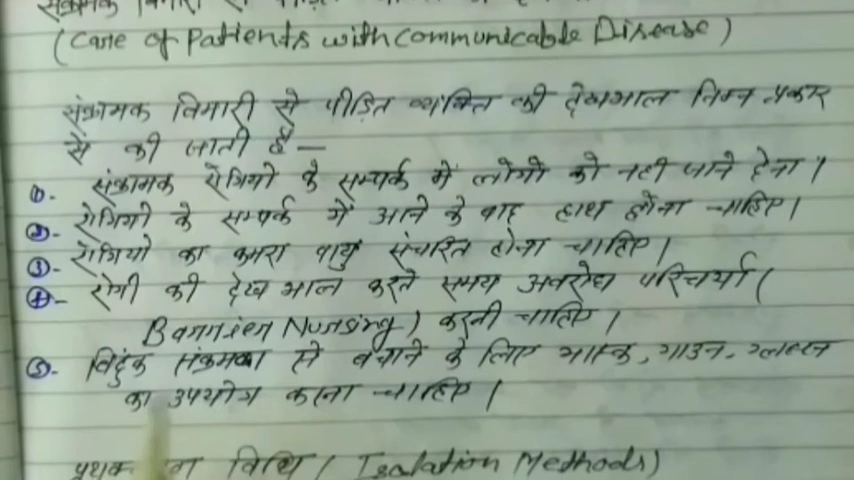 संक्रामक बिमारी से पीड़ित
(Care of Patients with Communicable Disease)
संक्रामक विमारी से पीड़ित व्यक्ति की देखभाल निम्न प्रकार
से की जाती है –
①- संक्रामक रोगियो के सम्पर्क में लोगो को नही जाने देना ।
②- रोगियो के सम्पर्क में आने के बाद हाथ धोना चाहिए।
③- रोगियो का कमरा वायु संचारित होना चाहिए।
④- रोगी की देखभाल करते समय अवरोध परिचर्या (
Barrier Nursing) करनी चाहिए।
⑤- बिंदुक संक्रमण से बचाने के लिए मास्क, गाउन, ग्लब्स
का उपयोग करना चाहिए।
विधि (Isolation Methods)